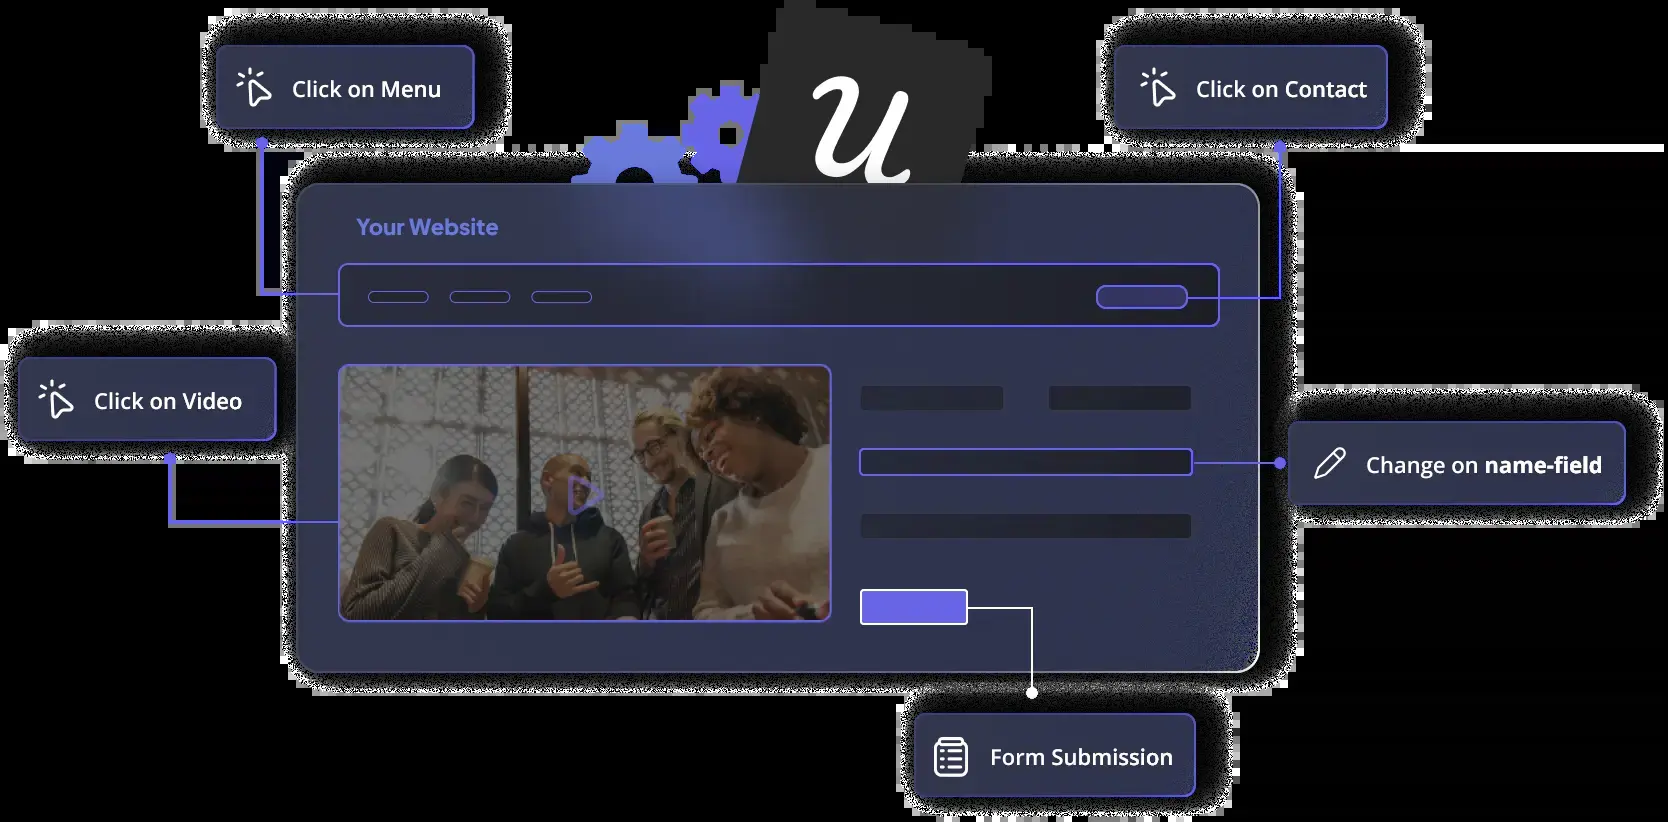 Click on Menu
u
Click on Contact
Your Website
Click on Video
Change on name-field
Form Submission